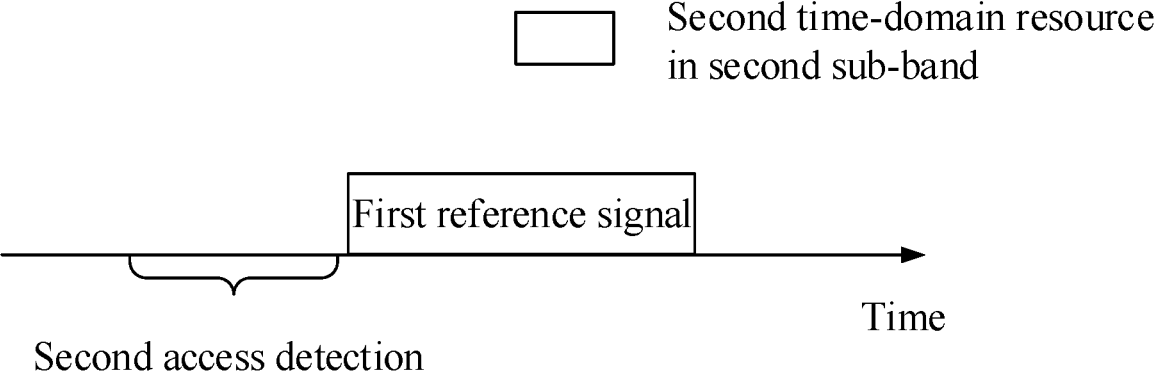 Second time-domain resource
in second sub-band
First reference signal
Time
Second access detection